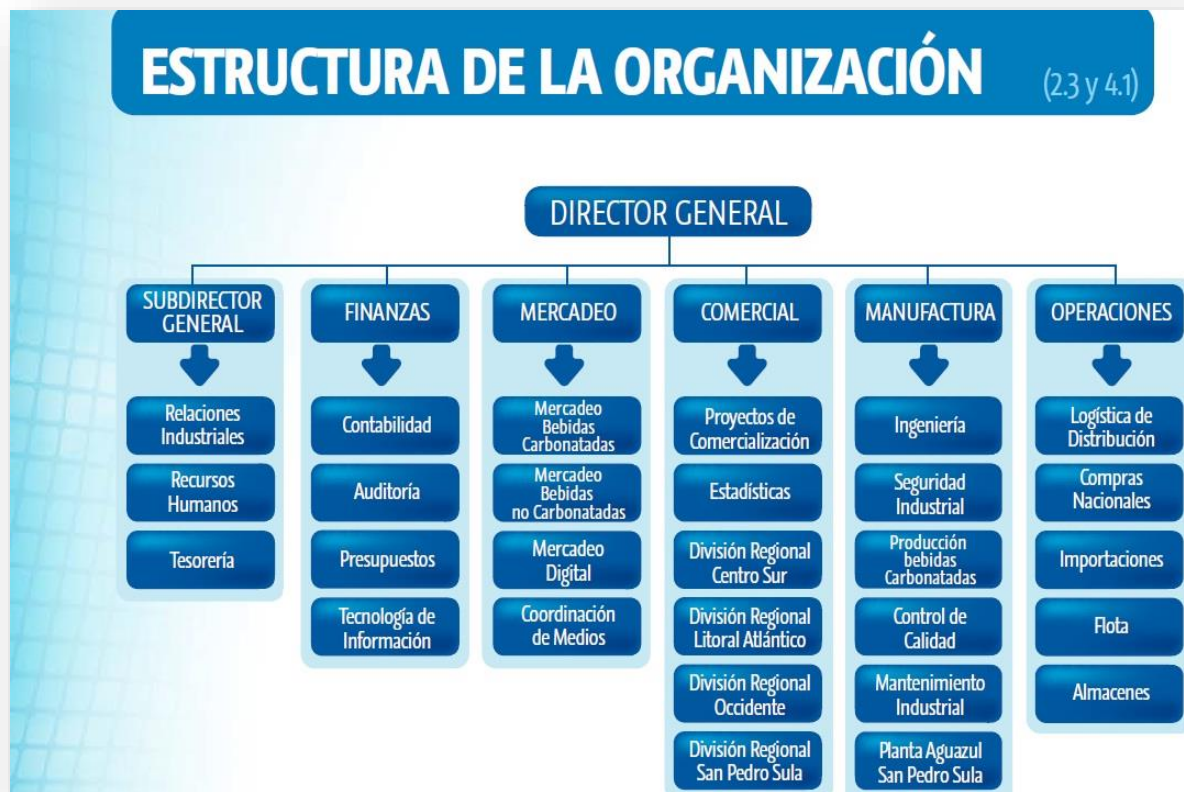 ESTRUCTURA DE LA ORGANIZACIÓN (2.3 y 4.1)
DIRECTOR GENERAL
SUBDIRECTOR
GENERAL
Relaciones
Industriales
Recursos
Humanos
Tesorería
FINANZAS
Contabilidad
Auditoría
Presupuestos
Tecnología de
Información
MERCADEO
Mercadeo
Bebidas
Carbonatadas
Mercadeo
Bebidas
no Carbonatadas
Mercadeo
Digital
Coordinación
de Medios
COMERCIAL
Proyectos de
Comercialización
Estadísticas
División Regional
Centro Sur
División Regional
Litoral Atlántico
División Regional
Occidente
División Regional
San Pedro Sula
MANUFACTURA
Ingeniería
Seguridad
Industrial
Producción
bebidas
Carbonatadas
Control de
Calidad
Mantenimiento
Industrial
Planta Aguazul
San Pedro Sula
OPERACIONES
Logística de
Distribución
Compras
Nacionales
Importaciones
Flota
Almacenes